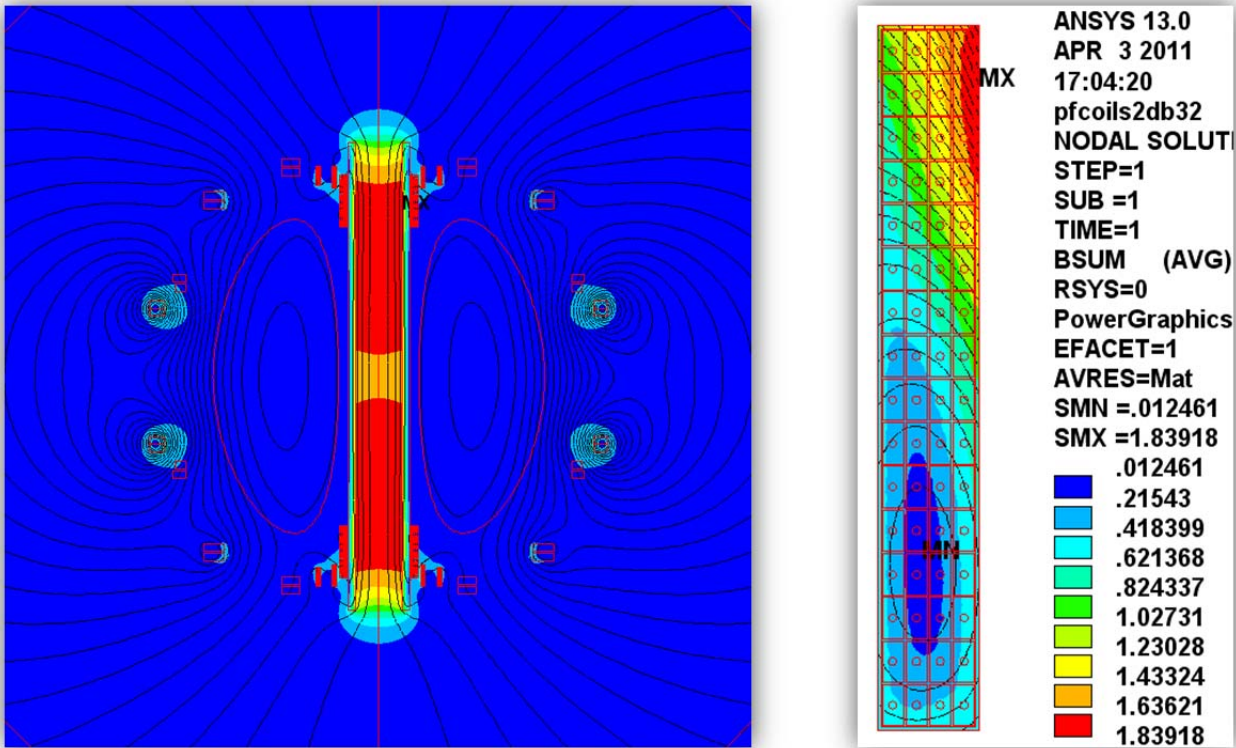 MX
MX
MN
ANSYS 13.0
APR 3 2011
17:04:20
pfcoils2db32
NODAL SOLUTI
STEP=1
SUB =1
TIME=1
BSUM (AVG)
RSYS=0
PowerGraphics
EFACET=1
AVRES=Mat
SMN =.012461
SMX =1.83918
.012461
.21543
.418399
.621368
.824337
1.02731
1.23028
1.43324
1.63621
1.83918